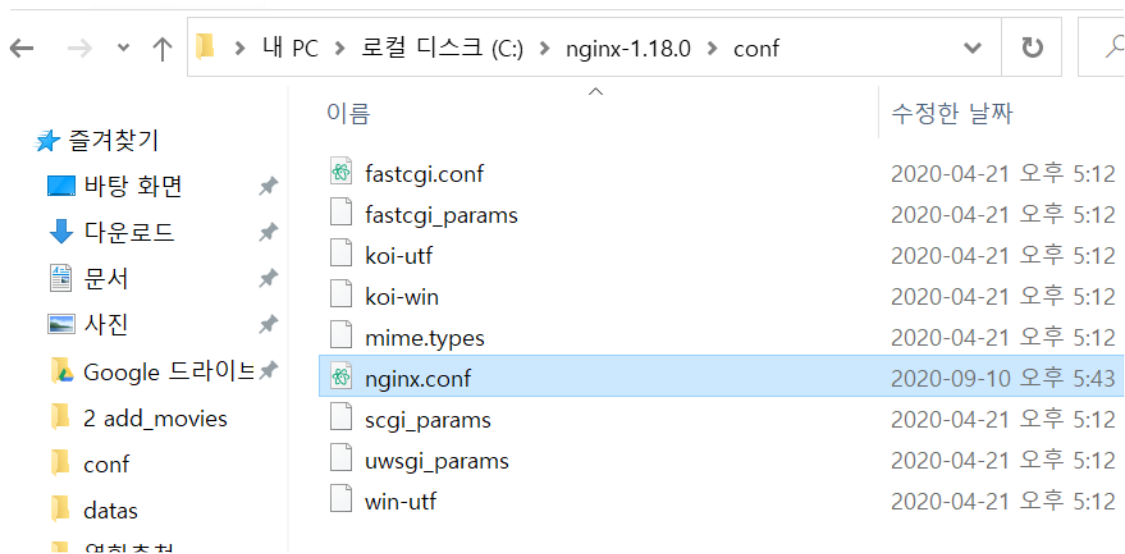 내 PC > 로컬 디스크 (C:) > nginx-1.18.0 > conf
이름 수정한 날짜
즐겨찾기
바탕 화면
다운로드
문서
사진
Google 드라이브
2 add_movies
conf
datas
영화추천
fastcgi.conf 2020-04-21 오후 5:12
fastcgi_params 2020-04-21 오후 5:12
koi-utf 2020-04-21 오후 5:12
koi-win 2020-04-21 오후 5:12
mime.types 2020-04-21 오후 5:12
nginx.conf 2020-09-10 오후 5:43
scgi_params 2020-04-21 오후 5:12
uwsgi_params 2020-04-21 오후 5:12
win-utf 2020-04-21 오후 5:12